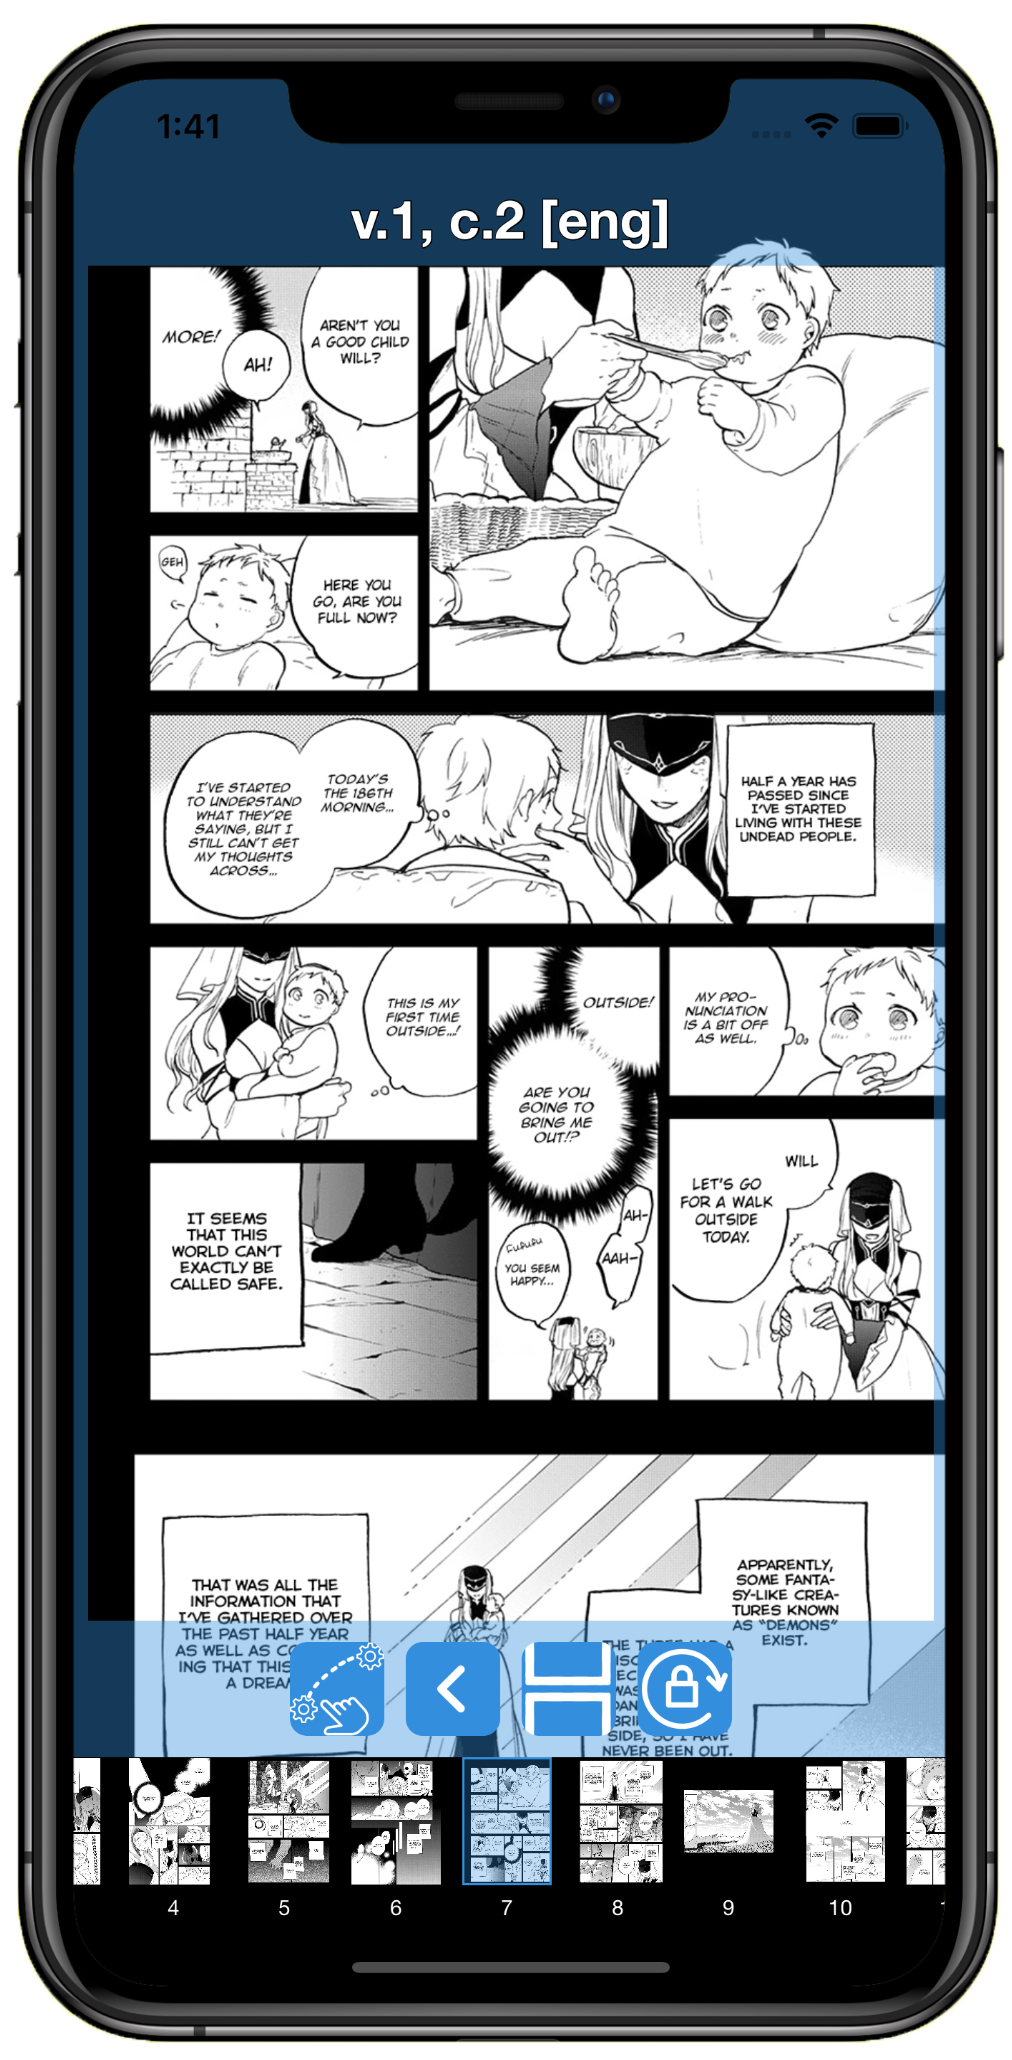 1:41
v.1, c.2 [eng]
AREN'T YOU
A GOOD CHILD
WILL?
AH!
MORE!
HERE YOU
GO, ARE YOU
FULL NOW?
GEH
HALF A YEAR HAS
PASSED SINCE
I'VE STARTED
LIVING WITH THESE
UNDEAD PEOPLE.
TODAY'S
THE 186TH
MORNING...
I'VE STARTED
TO UNDERSTAND
WHAT THEY'RE
SAYING, BUT I
STILL CAN'T GET
MY THOUGHTS
ACROSS...
MY PRO-
NUNCIATION
IS A BIT OFF
AS WELL.
WILL
LET'S GO
FOR A WALK
OUTSIDE
TODAY.
OUTSIDE!
ARE YOU
GOING TO
BRING ME
OUT!?
AH-
AAH-
FUFUFU
YOU SEEM
HAPPY...
THIS IS MY
FIRST TIME
OUTSIDE...!
IT SEEMS
THAT THIS
WORLD CAN'T
EXACTLY BE
CALLED SAFE.
APPARENTLY,
SOME FANTA-
SY-LIKE CREA-
TURES KNOWN
AS "DEMONS"
EXIST.
THE A
WAS
SIDE, SO I HAVE
NEVER BEEN OUT.
THAT WAS ALL THE
INFORMATION THAT
I'VE GATHERED OVER
THE PAST HALF YEAR
AS WELL AS
ING THAT THIS
A DREAM
4 5 6 7 8 9 10